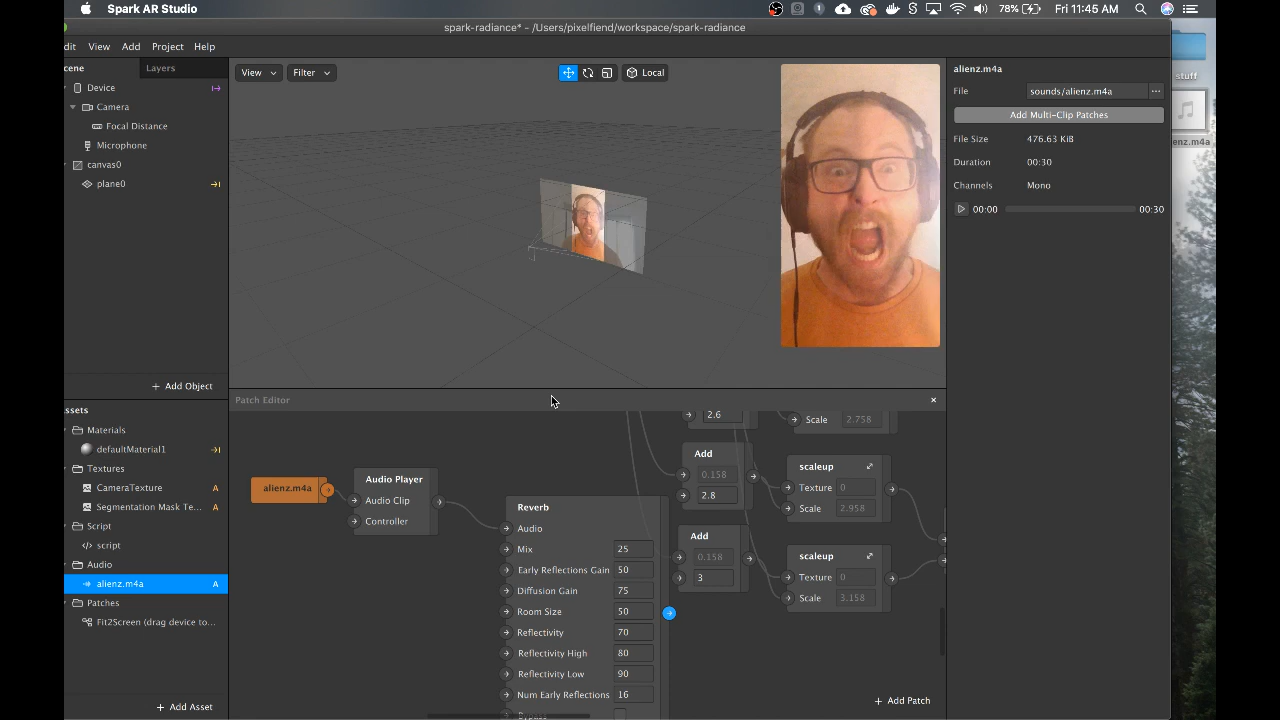 Spark AR Studio
78%
Fri 11:45 AM
spark-radiance* - /Users/pixelfiend/workspace/spark-radiance
dit View Add Project Help
cene Layers
Device
Camera
Focal Distance
Microphone
canvas0
plane0
+ Add Object
View Filter Local
alienz.m4a
File sounds/alienz.m4a ...
Add Multi-Clip Patches
File Size 476.63 KiB
Duration 00:30
Channels Mono
00:00 00:30
stuff
enz.m4a
ssets
Materials
defaultMaterial1
Textures
CameraTexture A
Segmentation Mask Te... A
Script
script
Audio
alienz.m4a A
Patches
Fit2Screen (drag device to...
+ Add Asset
Patch Editor
alienz.m4a
Audio Player
Audio Clip
Controller
Reverb
Audio
Mix 25
Early Reflections Gain 50
Diffusion Gain 75
Room Size 50
Reflectivity 70
Reflectivity High 80
Reflectivity Low 90
Num Early Reflections 16
Bypass
2.6
Scale 2.758
Add
0.158
2.8
scaleup
Texture 0
Scale 2.958
Add
0.158
3
scaleup
Texture 0
Scale 3.158
+ Add Patch